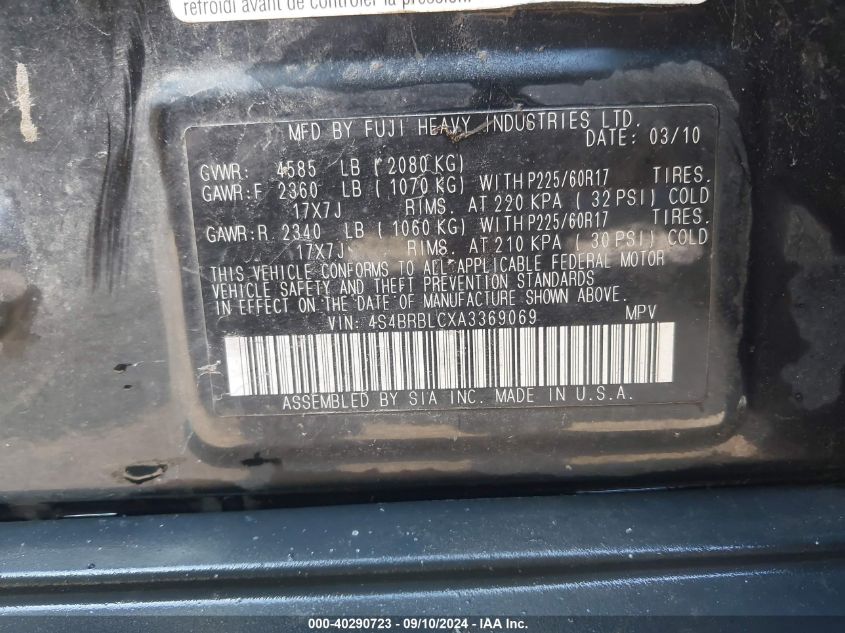 refroidi avant de contrôler la pression.
MFD BY FUJI HEAVY INDUSTRIES LTD.
DATE: 03/10
GVWR: 4585 LB ( 2080 KG)
GAWR:F 2360 LB ( 1070 KG) WITH P225/60R17 TIRES.
17X7J RIMS. AT 220 KPA ( 32 PSI) COLD
GAWR:R 2340 LB ( 1060 KG) WITH P225/60R17 TIRES.
17X7J RIMS. AT 210 KPA ( 30 PSI) COLD
THIS VEHICLE CONFORMS TO ALL APPLICABLE FEDERAL MOTOR
VEHICLE SAFETY AND THEFT PREVENTION STANDARDS
IN EFFECT ON THE DATE OF MANUFACTURE SHOWN ABOVE.
VIN: 4S4BRBLCXA3369069 MPV
ASSEMBLED BY SIA INC. MADE IN U.S.A.
000-40290723 - 09/10/2024 - © Copyright 2024, IAA Inc.